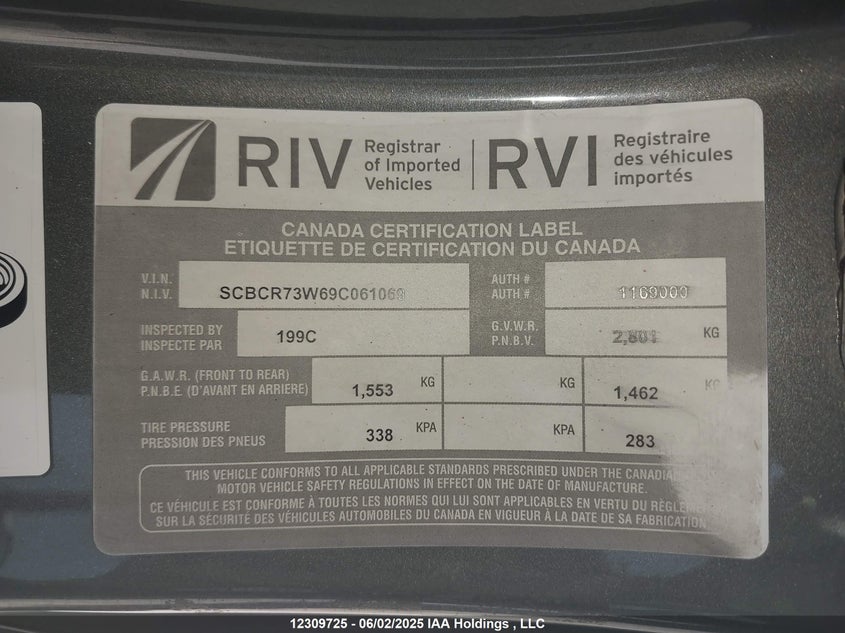 RIV Registrar of Imported Vehicles
RVI Registraire des véhicules importés
CANADA CERTIFICATION LABEL
ETIQUETTE DE CERTIFICATION DU CANADA
V.I.N.
N.I.V.
SCBCR73W69C061069
AUTH #
AUTH #
1169000
INSPECTED BY
INSPECTE PAR
199C
G.V.W.R.
P.N.B.V.
2,801 KG
G.A.W.R. (FRONT TO REAR)
P.N.B.E. (D'AVANT EN ARRIERE)
1,553 KG
KG
1,462 KG
TIRE PRESSURE
PRESSION DES PNEUS
338 KPA
KPA
283
THIS VEHICLE CONFORMS TO ALL APPLICABLE STANDARDS PRESCRIBED UNDER THE CANADIAN
MOTOR VEHICLE SAFETY REGULATIONS IN EFFECT ON THE DATE OF MANUFACTURE.
CE VÉHICULE EST CONFORME À TOUTES LES NORMES QUI LUI SONT APPLICABLES EN VERTU DU RÈGLEMEN
SUR LA SÉCURITÉ DES VÉHICULES AUTOMOBILES DU CANADA EN VIGUEUR À LA DATE DE SA FABRICATION
12309725 - 06/02/2025 IAA Holdings , LLC